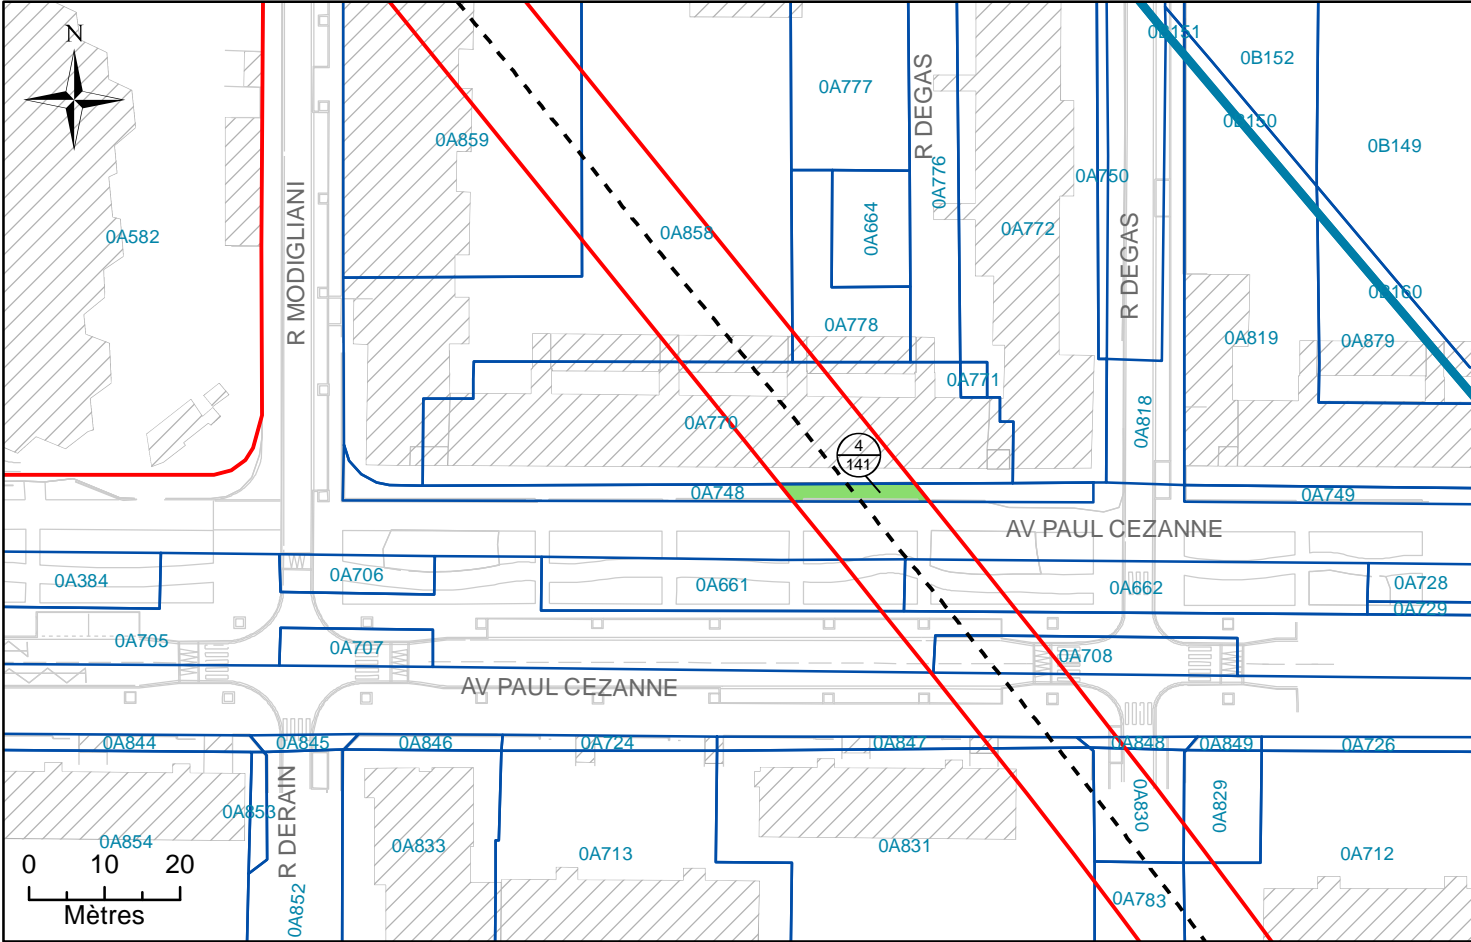 N
0B151
0B152
0A777
R DEGAS
0B150
0A859
0B149
0A776
0A750
R MODIGLIANI
0A664
0A582
0A858
0A772
R DEGAS
0B160
0A778
0A819
0A879
0A771
0A770
0A818
4
141
0A748
0A749
AV PAUL CEZANNE
0A384
0A706
0A661
0A662
0A728
0A729
0A705
0A707
0A708
AV PAUL CEZANNE
0A844
0A845
0A846
0A724
0A847
0A848
0A849
0A726
R DERAIN
0A853
0A830
0A829
0A854
0A833
0A713
0A831
0A712
0 10 20
Mètres
0A852
0A783